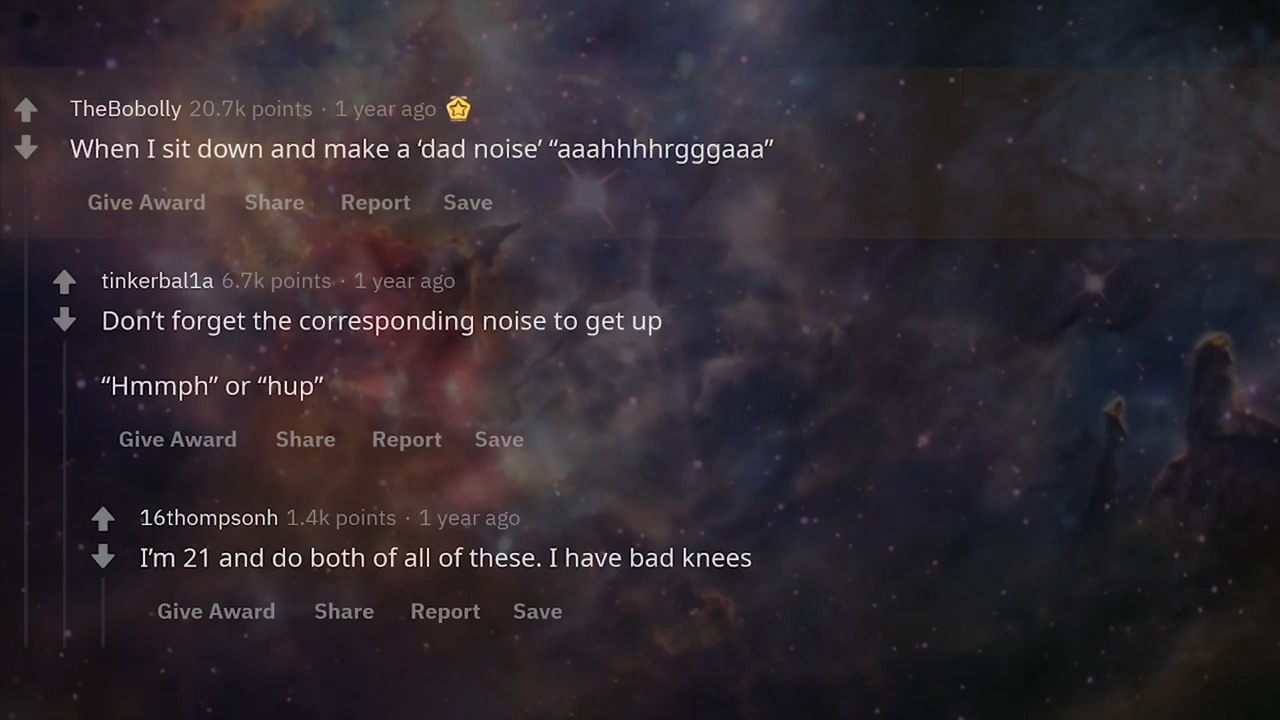 TheBobolly 20.7k points · 1 year ago
When I sit down and make a ‘dad noise’ “aaahhhhrgggaaa”
Give Award Share Report Save
tinkerbal1a 6.7k points · 1 year ago
Don’t forget the corresponding noise to get up
“Hmmph” or “hup”
Give Award Share Report Save
16thompsonh 1.4k points · 1 year ago
I’m 21 and do both of all of these. I have bad knees
Give Award Share Report Save